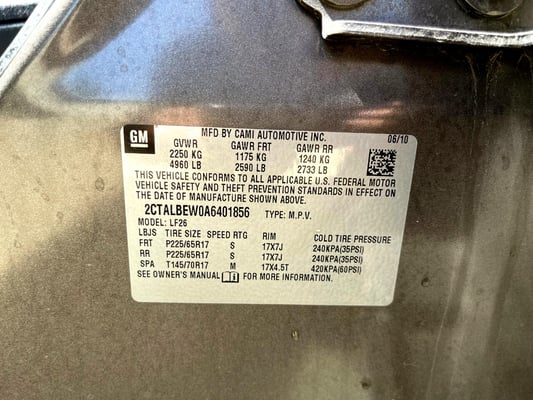 GM
MFD BY CAMI AUTOMOTIVE INC. 06/10
GVWR GAWR FRT GAWR RR
2250 KG 1175 KG 1240 KG
4960 LB 2590 LB 2733 LB
THIS VEHICLE CONFORMS TO ALL APPLICABLE U.S. FEDERAL MOTOR
VEHICLE SAFETY AND THEFT PREVENTION STANDARDS IN EFFECT ON
THE DATE OF MANUFACTURE SHOWN ABOVE.
2CTALBEW0A6401856 TYPE: M.P.V.
MODEL: LF26
LBJS TIRE SIZE SPEED RTG RIM COLD TIRE PRESSURE
FRT P225/65R17 S 17X7J 240KPA(35PSI)
RR P225/65R17 S 17X7J 240KPA(35PSI)
SPA T145/70R17 M 17X4.5T 420KPA(60PSI)
SEE OWNER'S MANUAL FOR MORE INFORMATION.